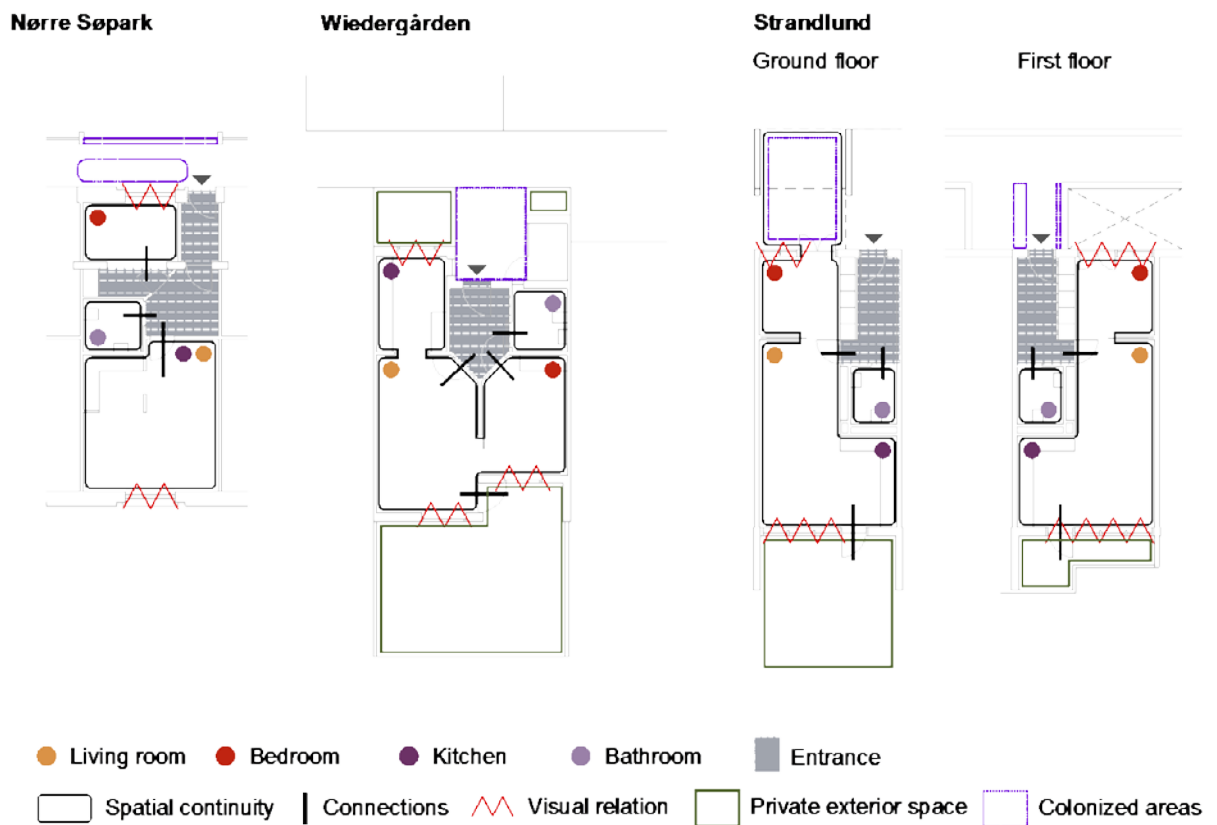 Nørre Søpark
Wiedergården
Strandlund
Ground floor
First floor
Living room
Bedroom
Kitchen
Bathroom
Entrance
Spatial continuity
Connections
Visual relation
Private exterior space
Colonized areas